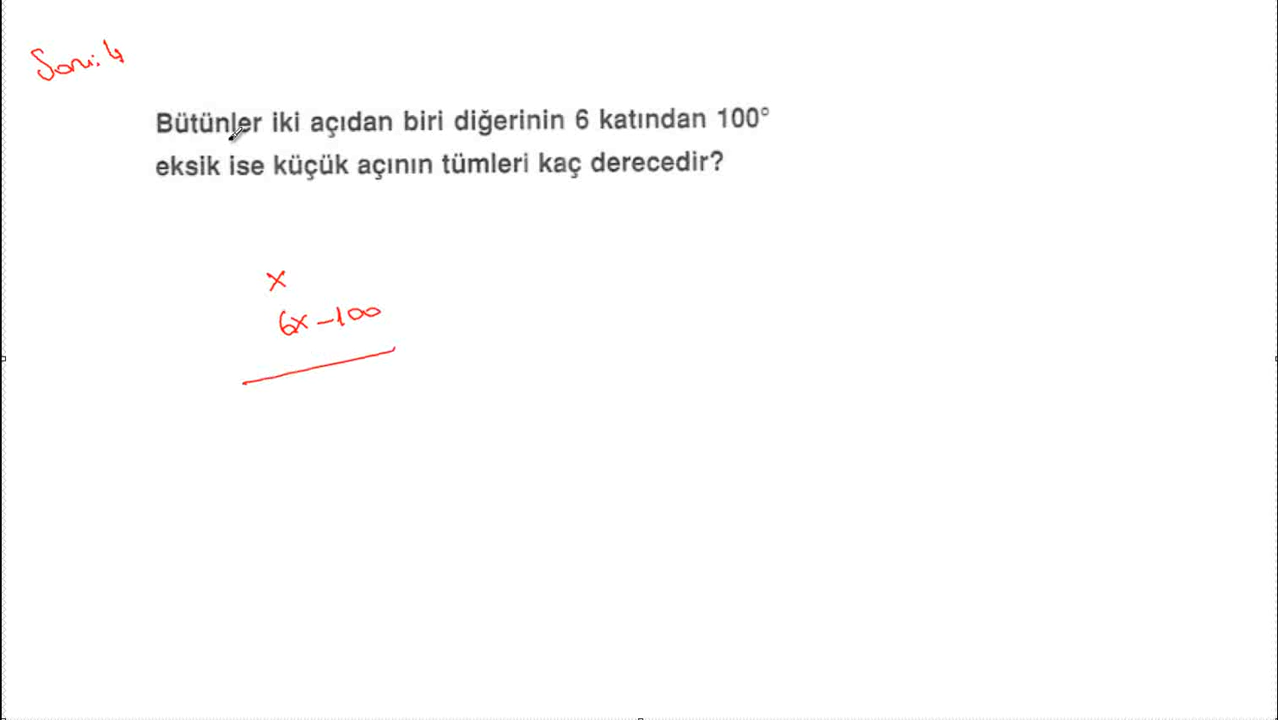 Soru: 4
Bütünler iki açıdan biri diğerinin 6 katından 100°
eksik ise küçük açının tümleri kaç derecedir?
x
6x-100